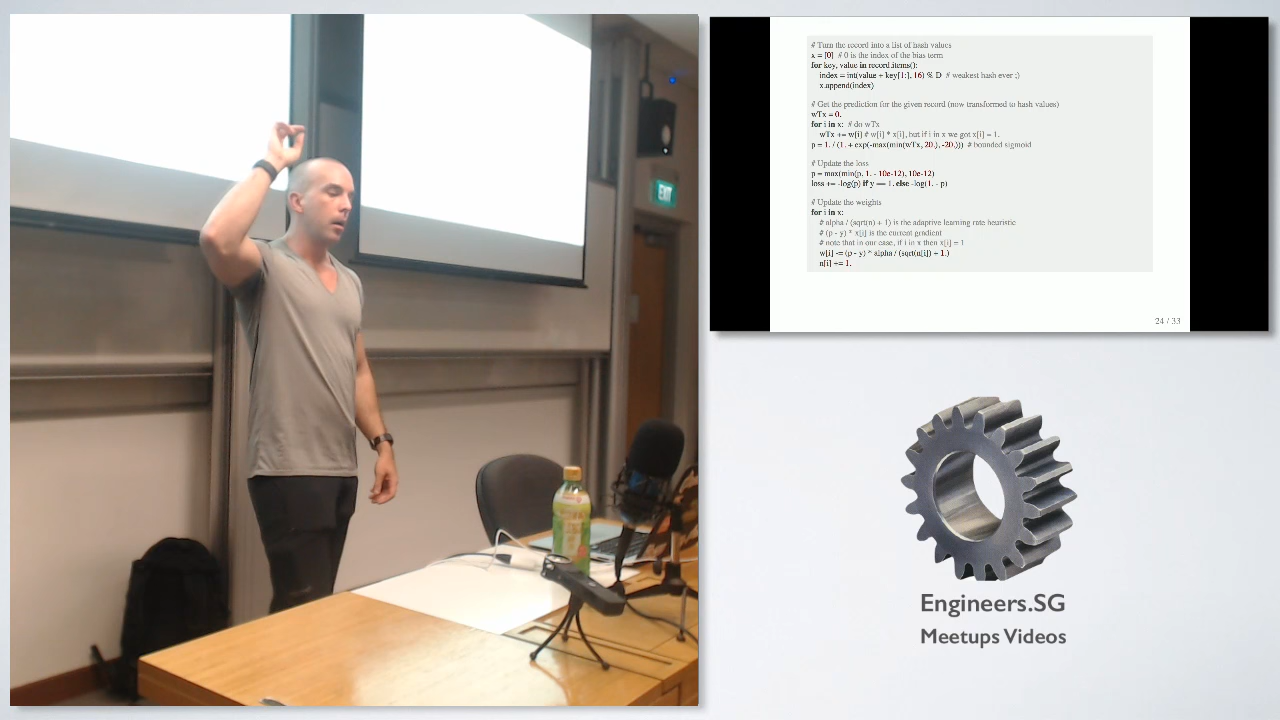 # Turn the record into a list of hash values
x = [0]  # 0 is the index of the bias term
for key, value in record.items():
    index = int(value + key[1:], 16) % D  # weakest hash ever ;)
    x.append(index)
# Get the prediction for the given record (now transformed to hash values)
wTx = 0.
for i in x:  # do wTx
    wTx += w[i] # w[i] * x[i], but if i in x we got x[i] = 1.
p = 1. / (1. + exp(-max(min(wTx, 20.), -20.)))  # bounded sigmoid
# Update the loss
p = max(min(p, 1. - 10e-12), 10e-12)
loss += -log(p) if y == 1. else -log(1. - p)
# Update the weights
for i in x:
    # alpha / (sqrt(n) + 1) is the adaptive learning rate heuristic
    # (p - y) * x[i] is the current gradient
    # note that in our case, if i in x then x[i] = 1
    w[i] -= (p - y) * alpha / (sqrt(n[i]) + 1.)
    n[i] += 1.
24 / 33
Engineers.SG
Meetups Videos